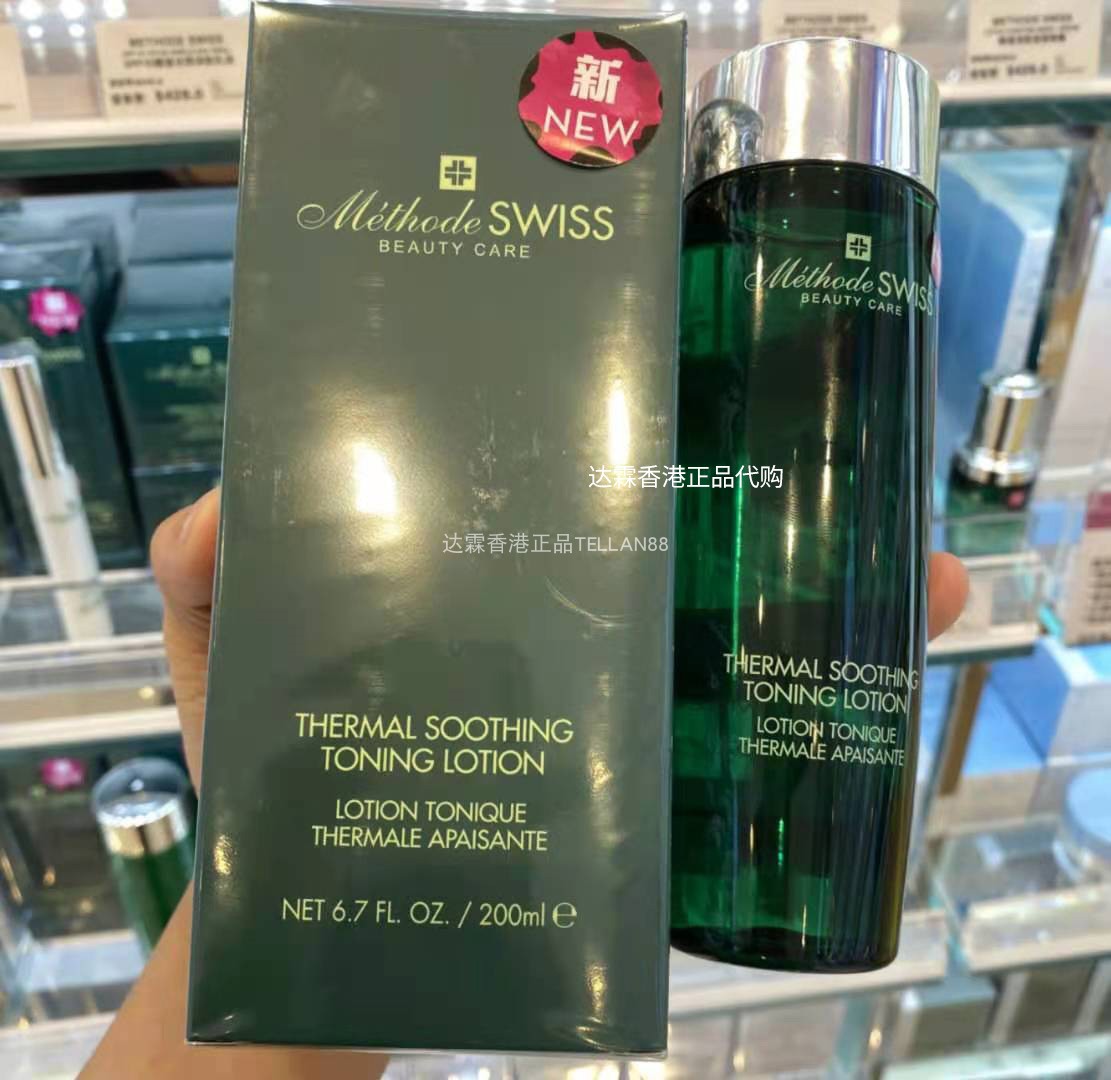 METHODE SWISS
新
NEW
Méthode SWISS
BEAUTY CARE
THERMAL SOOTHING
TONING LOTION
LOTION TONIQUE
THERMALE APAISANTE
NET 6.7 FL. OZ. / 200ml ℮
Méthode SWISS
BEAUTY CARE
THERMAL SOOTHING
TONING LOTION
LOTION TONIQUE
THERMALE APAISANTE
达霖香港正品代购
达霖香港正品TELLAN88